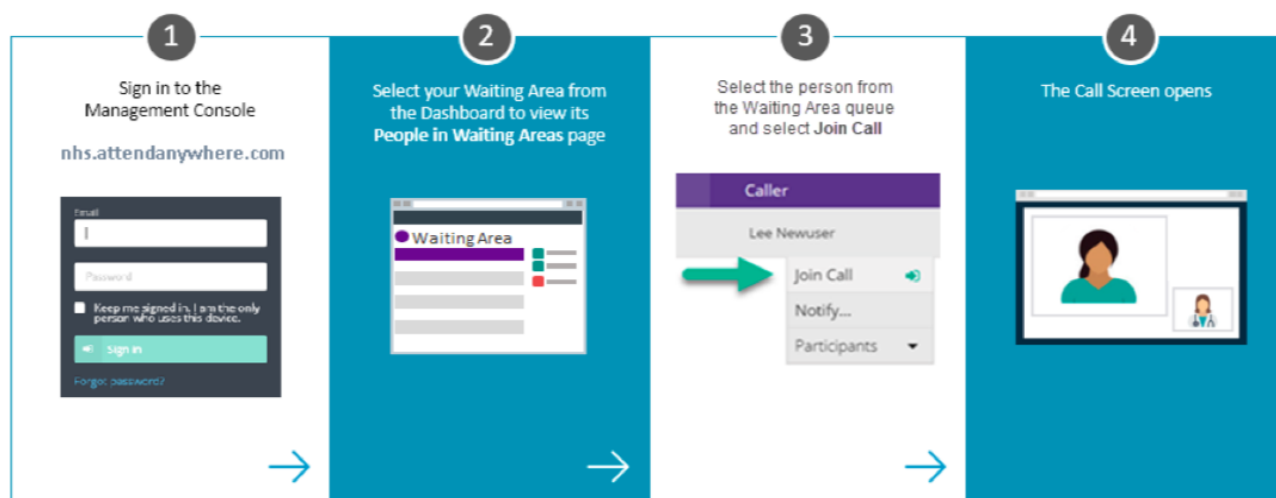 1
Sign in to the
Management Console
nhs.attendanywhere.com
Email
Password
Keep me signed in. I am the only
person who uses this device.
Sign in
Forgot password?
2
Select your Waiting Area from
the Dashboard to view its
People in Waiting Areas page
Waiting Area
3
Select the person from
the Waiting Area queue
and select Join Call
Caller
Lee Newuser
Join Call
Notify...
Participants
4
The Call Screen opens